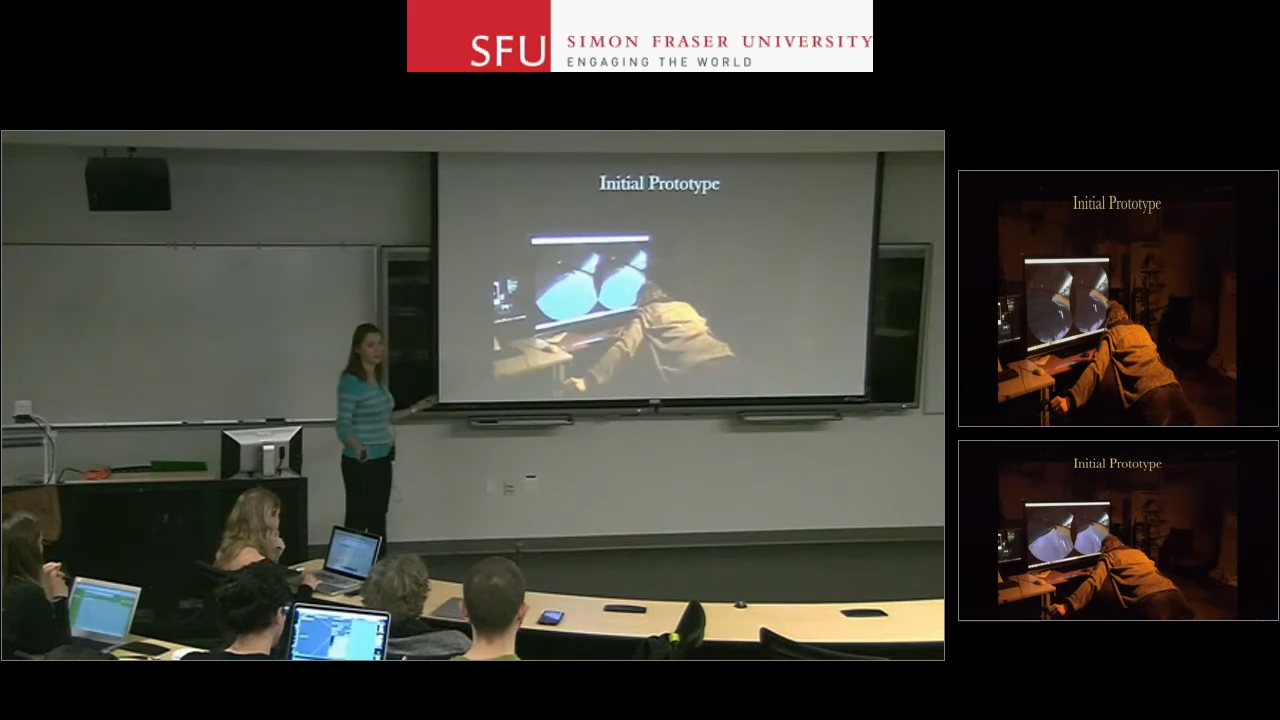 SFU
SIMON FRASER UNIVERSITY
ENGAGING THE WORLD
Initial Prototype
Initial Prototype
Initial Prototype